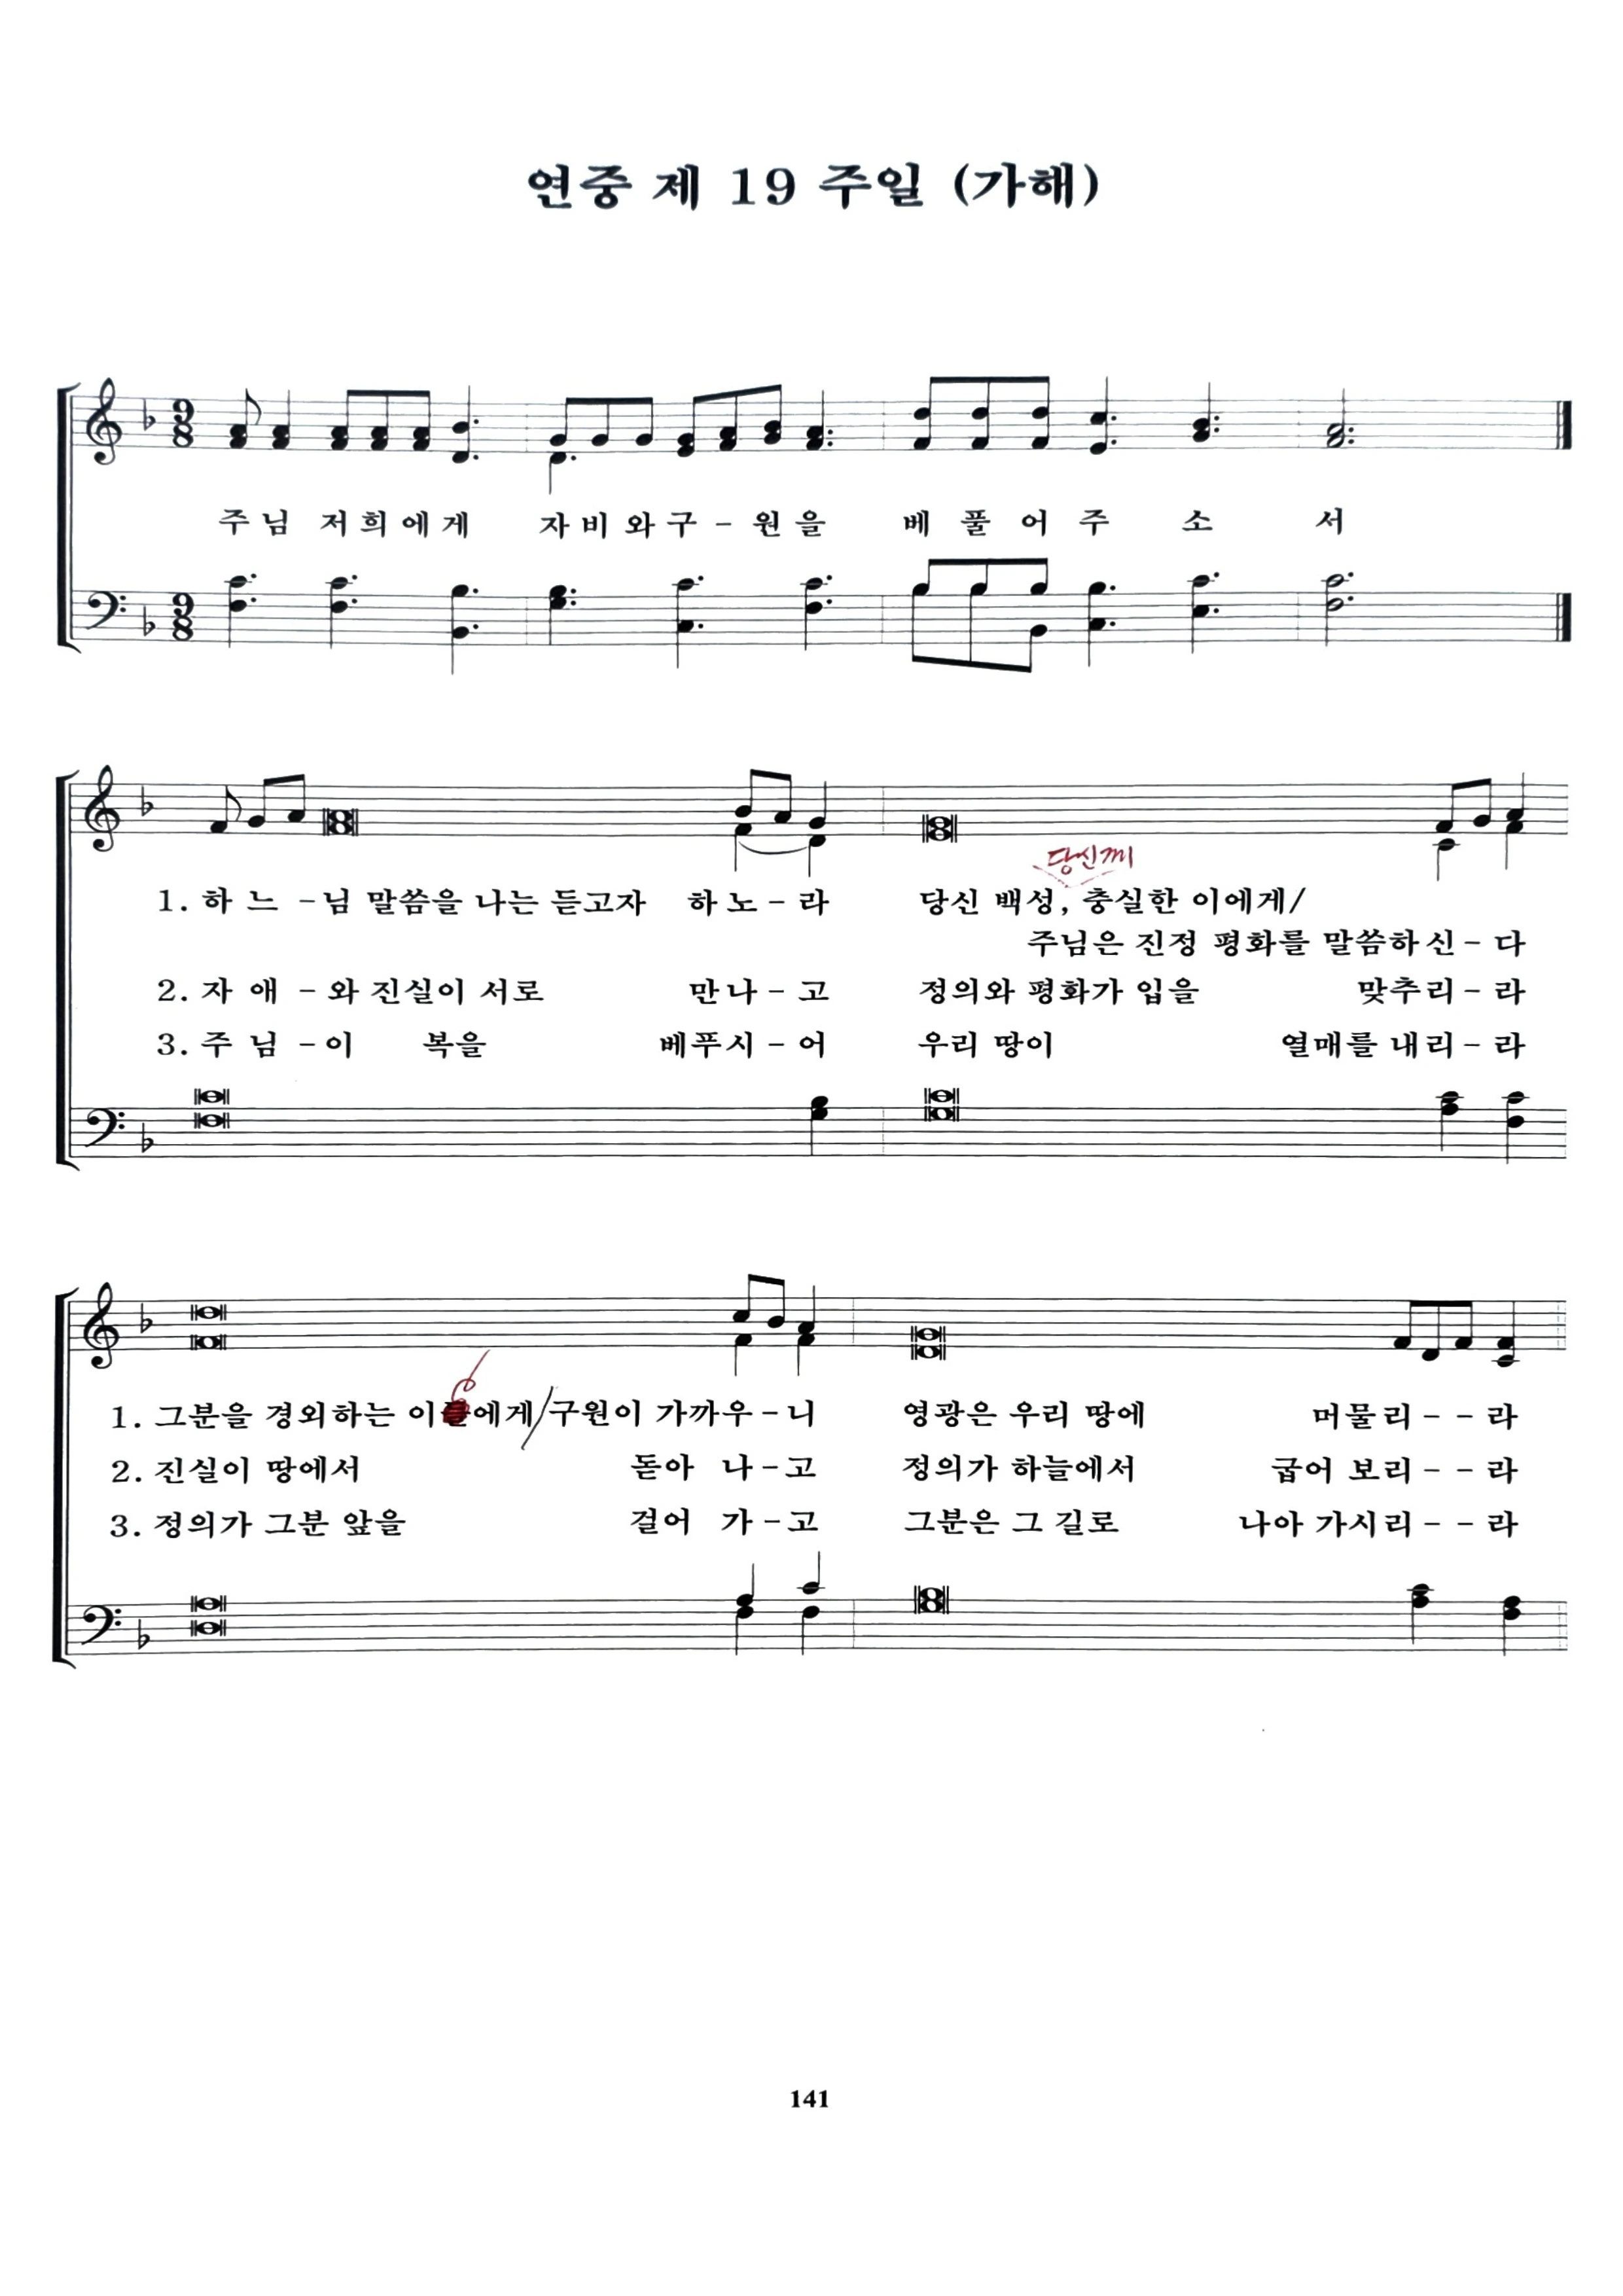 연중 제 19 주일 (가해)
9 8
주님 저희에게 자비와구-원을 베풀어주 소 서
9 8
당신께
1. 하느-님 말씀을 나는 듣고자 하노-라 당신 백성, 충실한 이에게/
주님은 진정 평화를 말씀하신-다
2. 자애-와 진실이 서로 만나-고 정의와 평화가 입을 맞추리-라
3. 주님-이 복을 베푸시-어 우리 땅이 열매를 내리-라
1. 그분을 경외하는 이에게/구원이 가까우-니 영광은 우리 땅에 머물리--라
2. 진실이 땅에서 돋아 나-고 정의가 하늘에서 굽어 보리--라
3. 정의가 그분 앞을 걸어 가-고 그분은 그 길로 나아 가시리--라
141